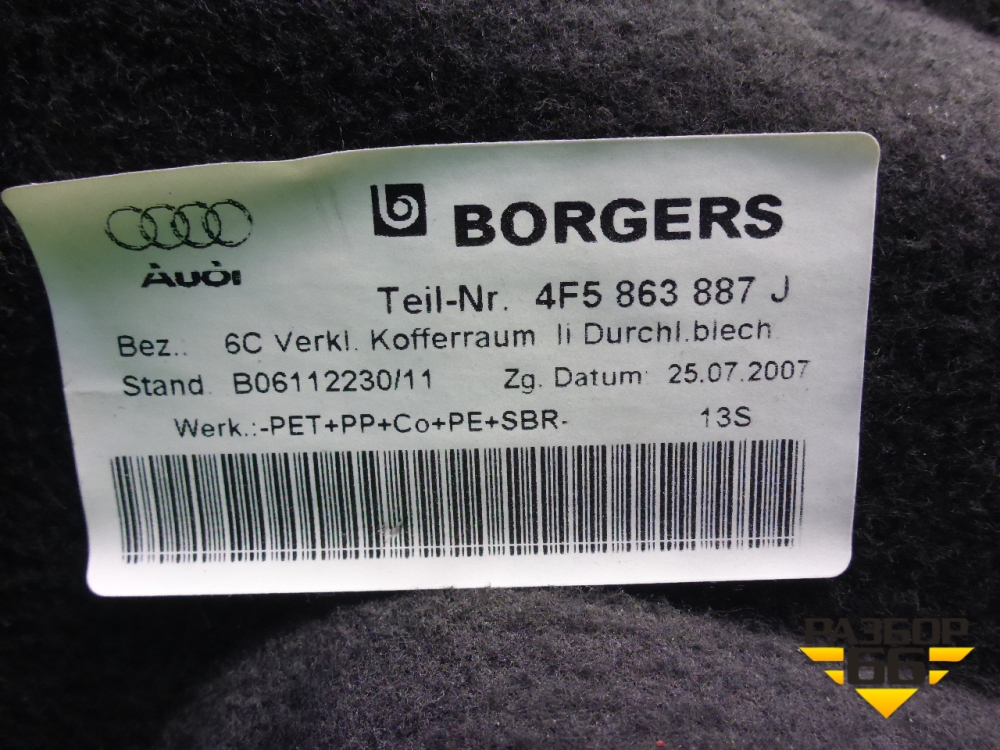 Audi
BORGERS
Teil-Nr. 4F5 863 887 J
Bez.: 6C Verkl. Kofferraum li Durchl.blech
Stand B06112230/11 Zg. Datum 25.07.2007
Werk.:-PET+PP+Co+PE+SBR- 13S
РАЗБОР
66